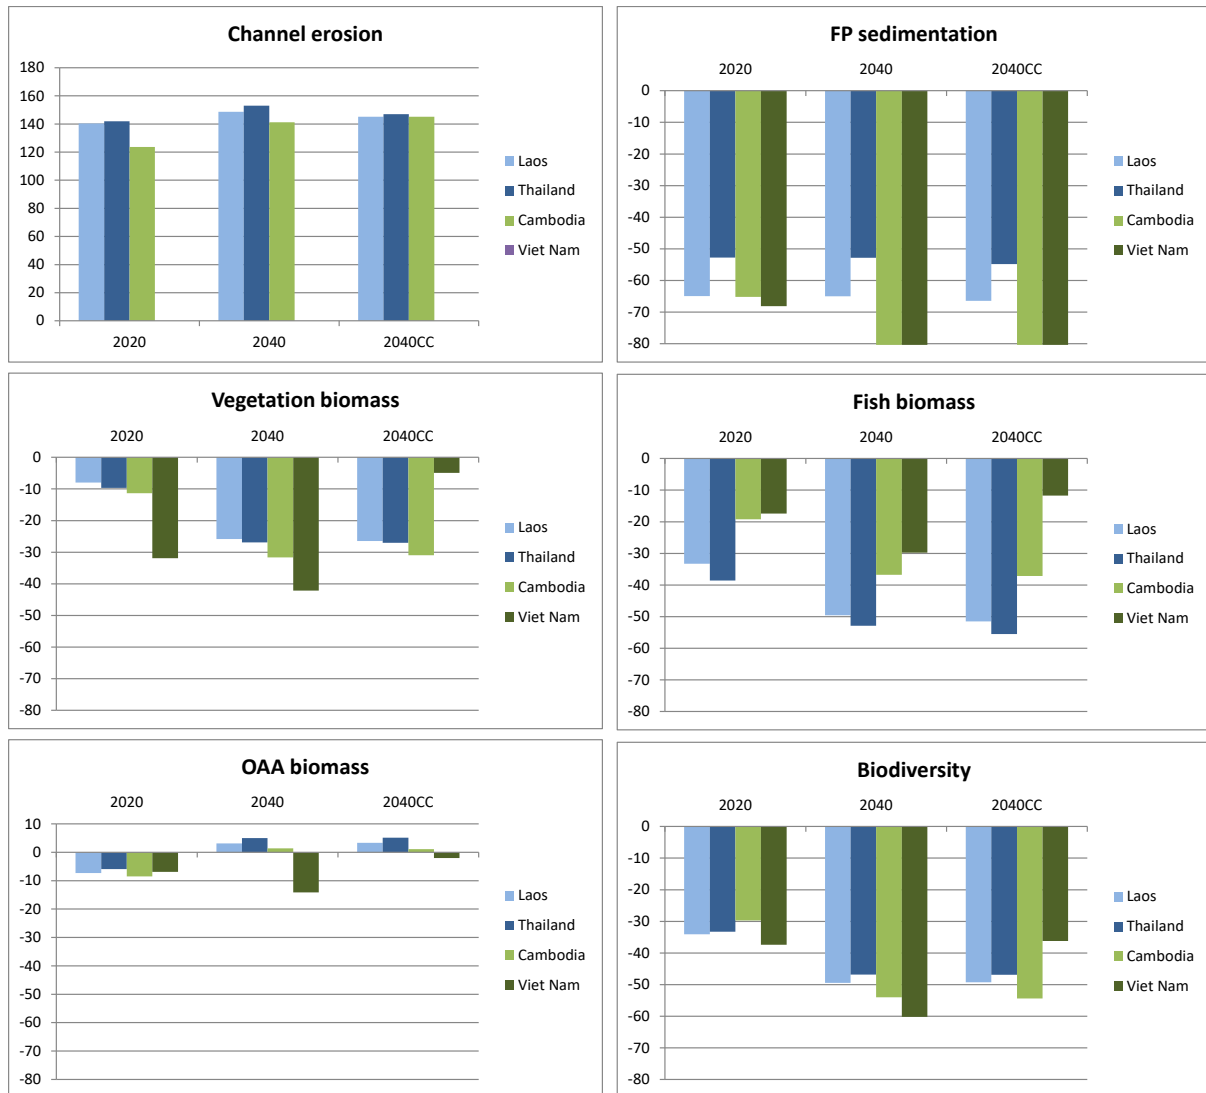 Channel erosion
180
160
140
120
100
80
60
40
20
0
2020 2040 2040CC
Laos
Thailand
Cambodia
Viet Nam
FP sedimentation
2020 2040 2040CC
0
-10
-20
-30
-40
-50
-60
-70
-80
Laos
Thailand
Cambodia
Viet Nam
Vegetation biomass
2020 2040 2040CC
0
-10
-20
-30
-40
-50
-60
-70
-80
Laos
Thailand
Cambodia
Viet Nam
Fish biomass
2020 2040 2040CC
0
-10
-20
-30
-40
-50
-60
-70
-80
Laos
Thailand
Cambodia
Viet Nam
OAA biomass
2020 2040 2040CC
10
0
-10
-20
-30
-40
-50
-60
-70
-80
Laos
Thailand
Cambodia
Viet Nam
Biodiversity
2020 2040 2040CC
0
-10
-20
-30
-40
-50
-60
-70
-80
Laos
Thailand
Cambodia
Viet Nam